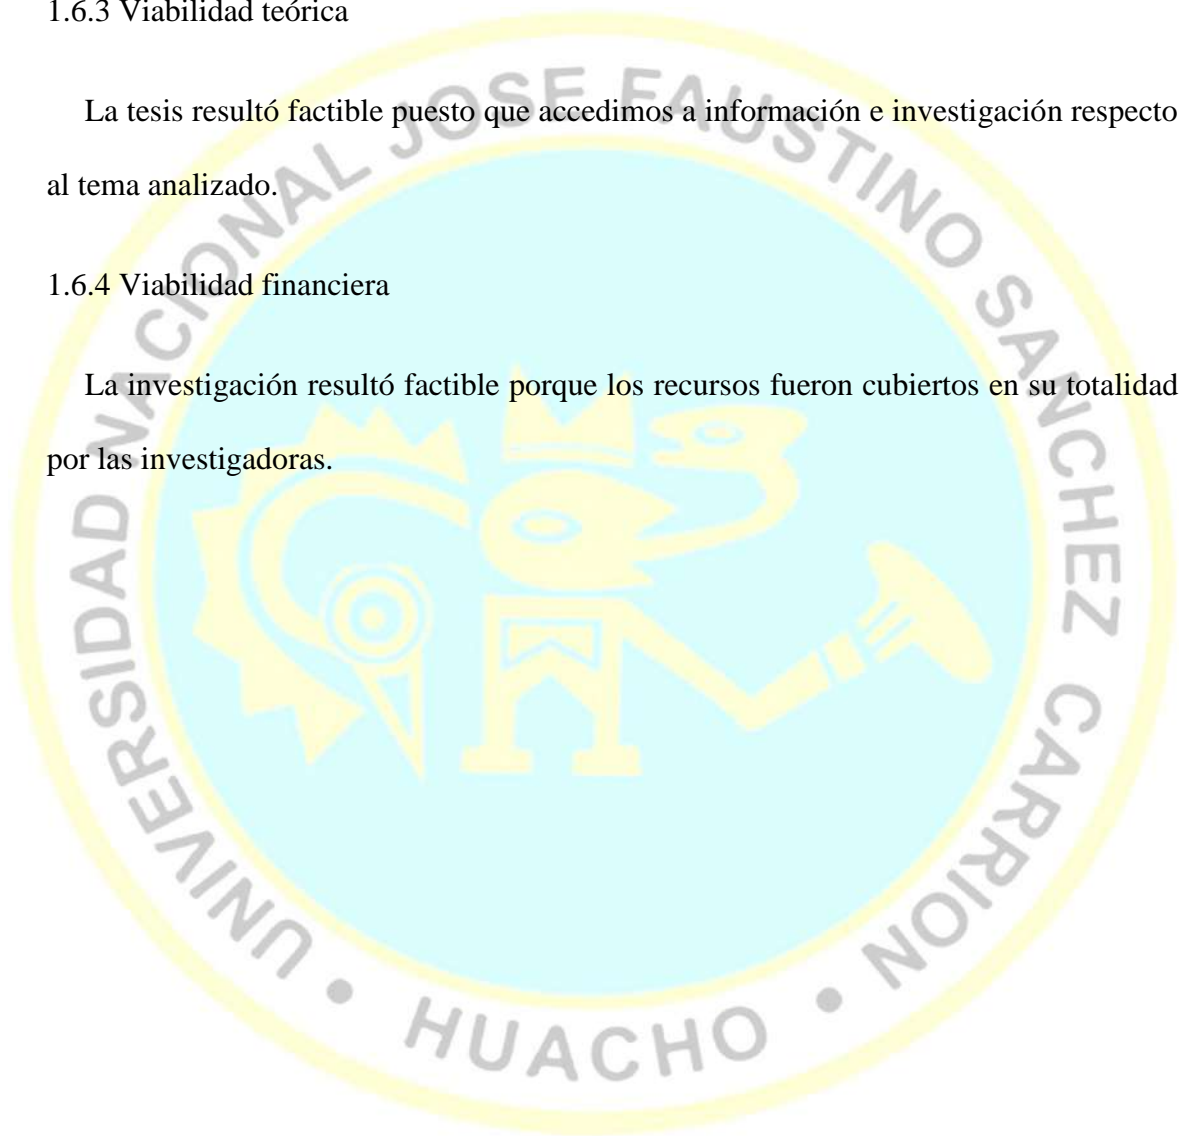 1.6.3 Viabilidad teórica
La tesis resultó factible puesto que accedimos a información e investigación respecto
al tema analizado.
1.6.4 Viabilidad financiera
La investigación resultó factible porque los recursos fueron cubiertos en su totalidad
por las investigadoras.
UNIVERSIDAD NACIONAL JOSE FAUSTINO SANCHEZ CARRION • HUACHO •